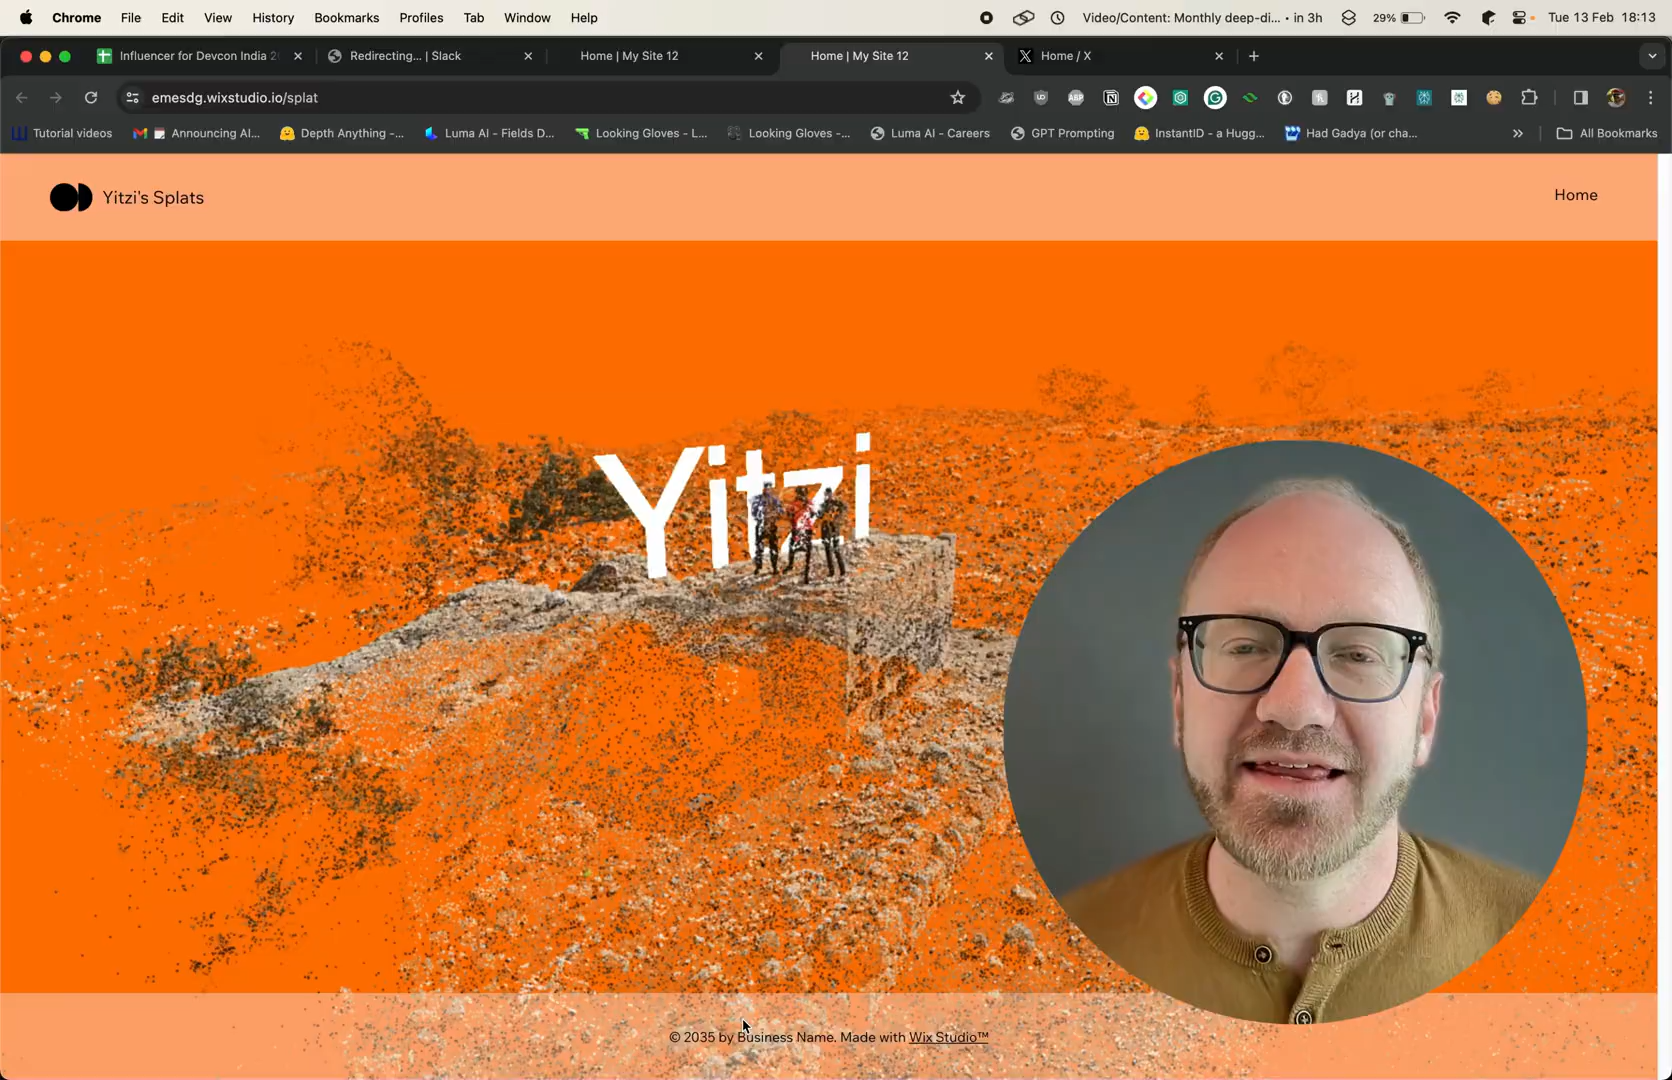 Chrome File Edit View History Bookmarks Profiles Tab Window Help Video/Content: Monthly deep-di... • in 3h 29% Tue 13 Feb 18:13
Influencer for Devcon India 2 Redirecting... | Slack Home | My Site 12 Home | My Site 12 Home / X
emesdg.wixstudio.io/splat
Tutorial videos Announcing AI... Depth Anything -... Luma AI - Fields D... Looking Gloves - L... Looking Gloves -... Luma AI - Careers GPT Prompting InstantID - a Hugg... Had Gadya (or cha... » All Bookmarks
Yitzi's Splats Home
Yitzi
© 2035 by Business Name. Made with Wix Studio™